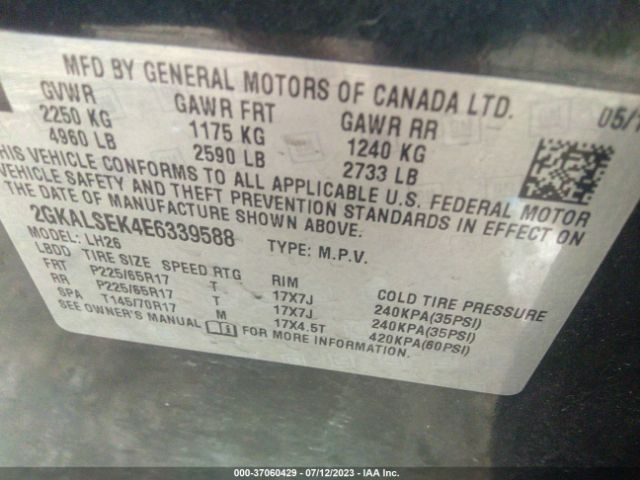 MFD BY GENERAL MOTORS OF CANADA LTD. 05/1
GVWR GAWR FRT GAWR RR
2250 KG 1175 KG 1240 KG
4960 LB 2590 LB 2733 LB
HIS VEHICLE CONFORMS TO ALL APPLICABLE U.S. FEDERAL MOTOR
VEHICLE SAFETY AND THEFT PREVENTION STANDARDS IN EFFECT ON
THE DATE OF MANUFACTURE SHOWN ABOVE.
2GKALSEK4E6339588 TYPE: M.P.V.
MODEL: LH26
LBDD TIRE SIZE SPEED RTG RIM COLD TIRE PRESSURE
FRT P225/65R17 T 17X7J 240KPA(35PSI)
RR P225/65R17 T 17X7J 240KPA(35PSI)
SPA T145/70R17 M 17X4.5T 420KPA(60PSI)
SEE OWNER'S MANUAL FOR MORE INFORMATION.
000-37060429 - 07/12/2023 - IAA Inc.